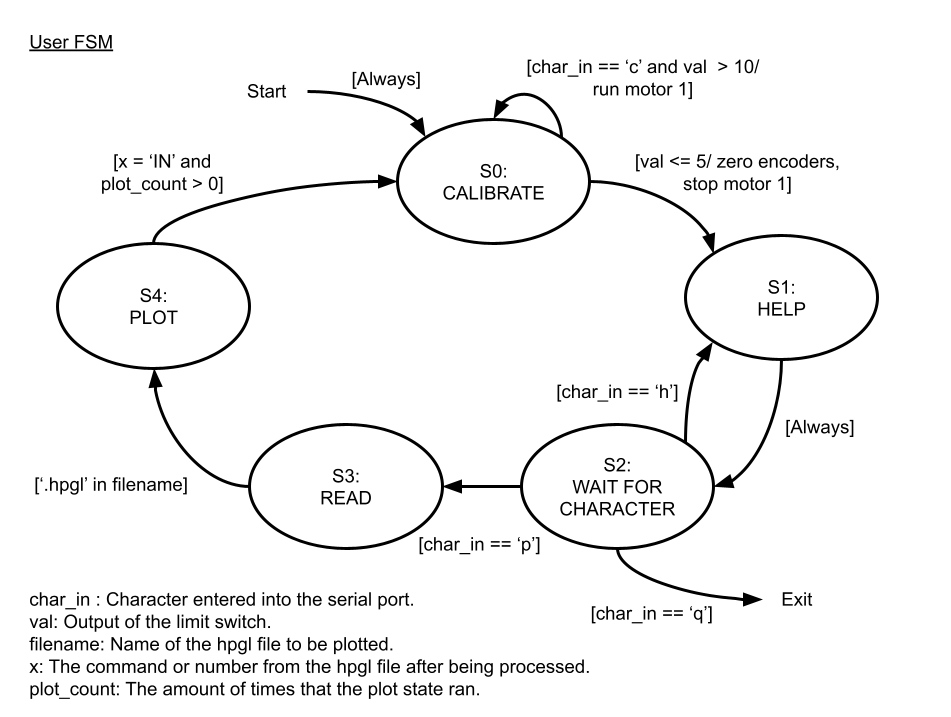 User FSM
[char_in == ‘c’ and val  > 10/
run motor 1]
Start
[Always]
[x = ‘IN’ and
plot_count > 0]
S0:
CALIBRATE
[val <= 5/ zero encoders,
stop motor 1]
S4:
PLOT
S1:
HELP
[char_in == ‘h’]
[Always]
[‘.hpgl’ in filename]
S3:
READ
S2:
WAIT FOR
CHARACTER
[char_in == ‘p’]
Exit
[char_in == ‘q’]
char_in : Character entered into the serial port.
val: Output of the limit switch.
filename: Name of the hpgl file to be plotted.
x: The command or number from the hpgl file after being processed.
plot_count: The amount of times that the plot state ran.